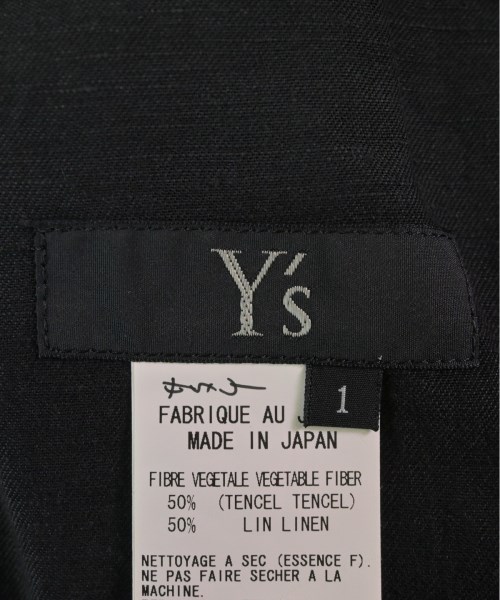 Y's
1
FABRIQUE AU
MADE IN JAPAN
FIBRE VEGETALE VEGETABLE FIBER
50% (TENCEL TENCEL)
50% LIN LINEN
NETTOYAGE A SEC (ESSENCE F).
NE PAS FAIRE SECHER A LA
MACHINE.